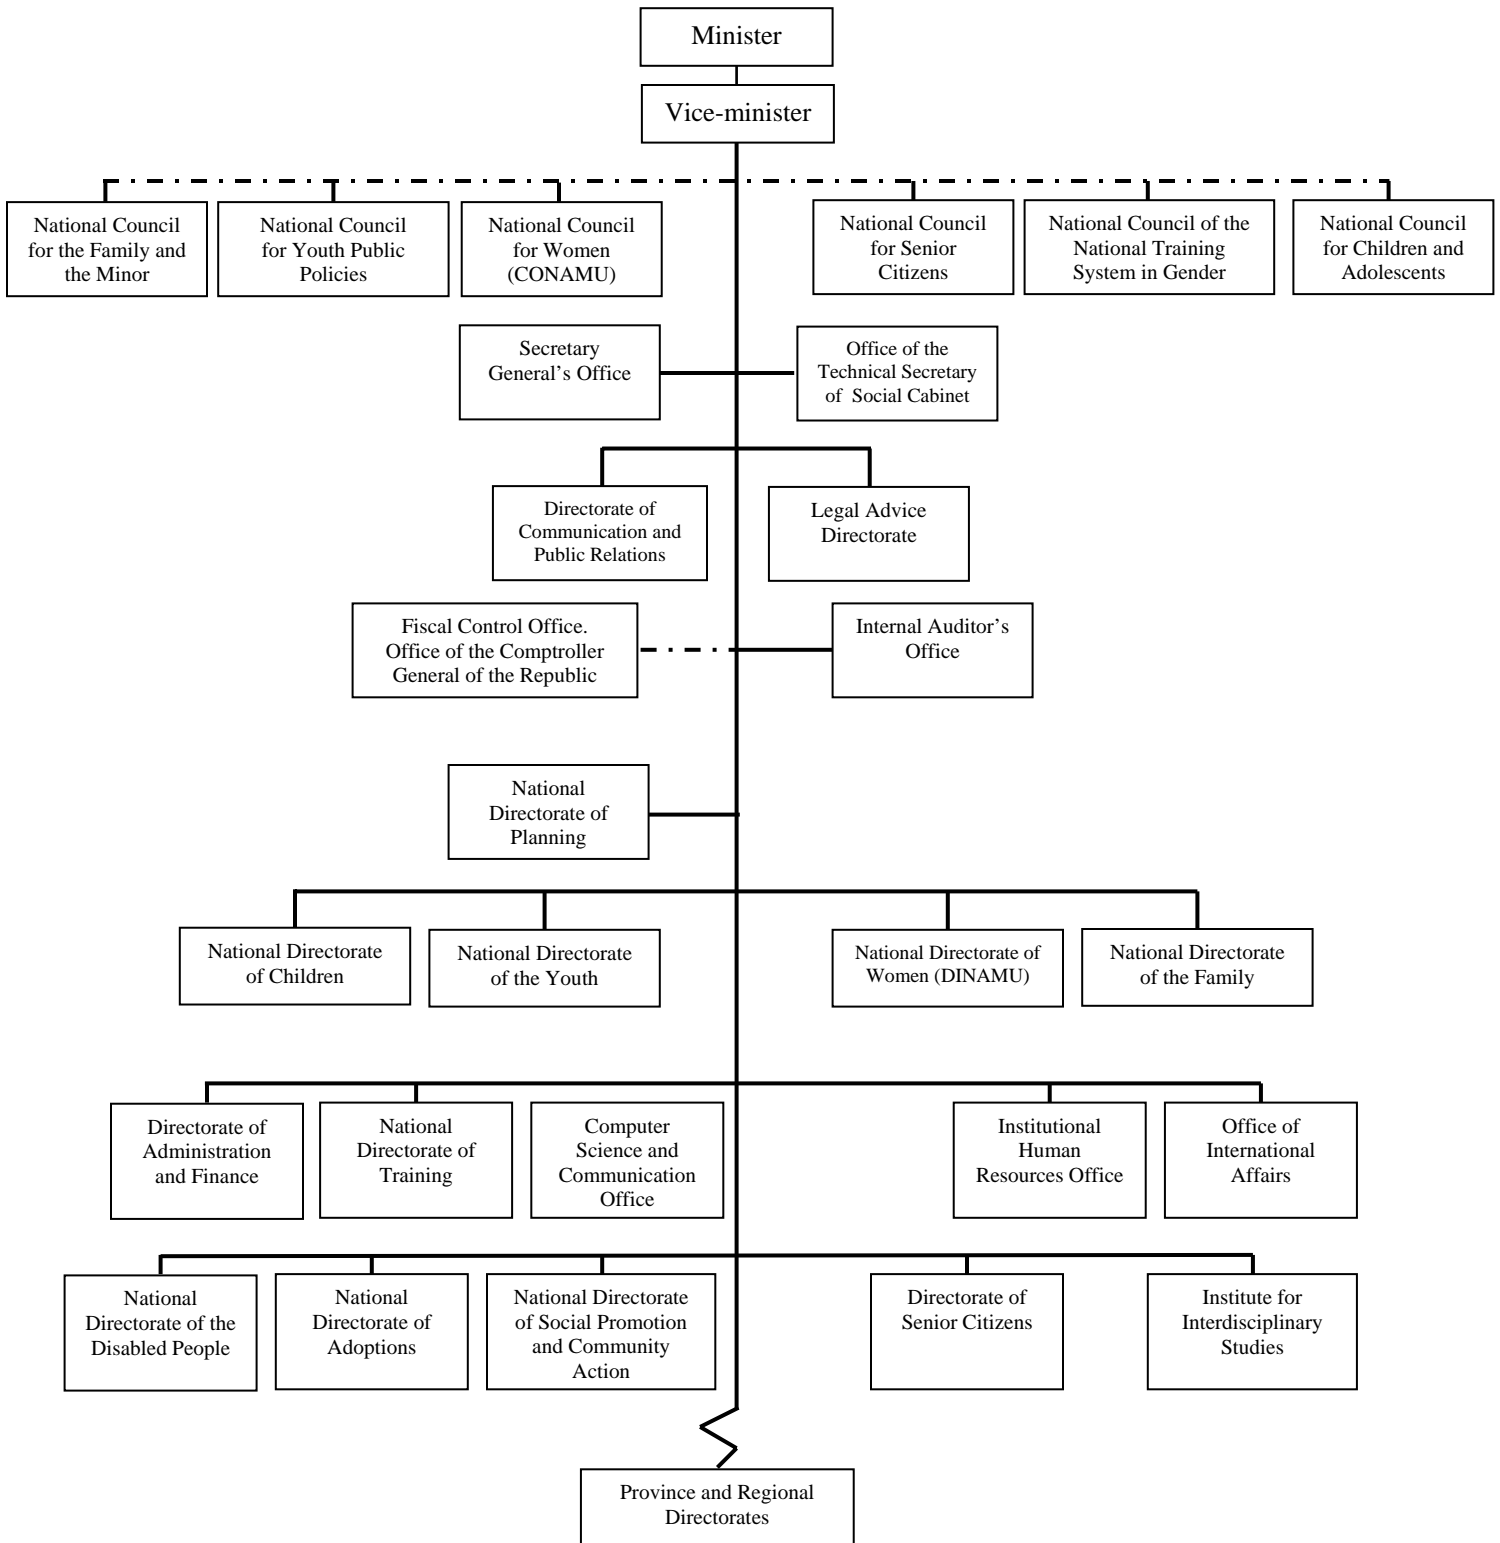 Minister
Vice-minister
National Council
for the Family and
the Minor
National Council
for Youth Public
Policies
National Council
for Women
(CONAMU)
National Council
for Senior
Citizens
National Council of the
National Training
System in Gender
National Council
for Children and
Adolescents
Secretary
General’s Office
Office of the
Technical Secretary
of Social Cabinet
Directorate of
Communication and
Public Relations
Legal Advice
Directorate
Fiscal Control Office.
Office of the Comptroller
General of the Republic
Internal Auditor’s
Office
National
Directorate of
Planning
National Directorate
of Children
National Directorate
of the Youth
National Directorate of
Women (DINAMU)
National Directorate
of the Family
Directorate of
Administration
and Finance
National
Directorate of
Training
Computer
Science and
Communication
Office
Institutional
Human
Resources Office
Office of
International
Affairs
National
Directorate of the
Disabled People
National
Directorate of
Adoptions
National Directorate
of Social Promotion
and Community
Action
Directorate of
Senior Citizens
Institute for
Interdisciplinary
Studies
Province and Regional
Directorates